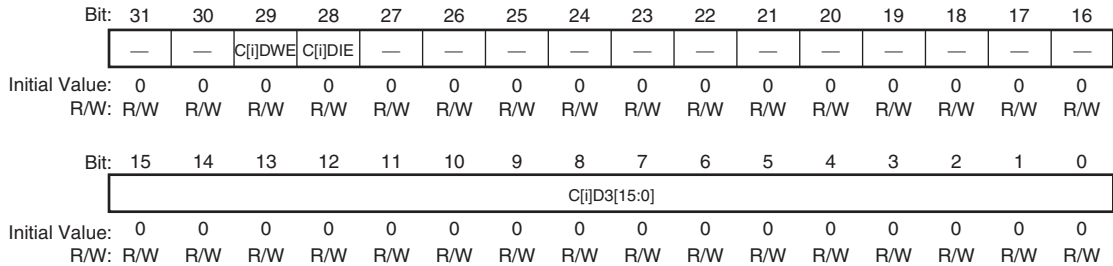 Bit: 31 30 29 28 27 26 25 24 23 22 21 20 19 18 17 16
— — C[i]DWE C[i]DIE — — — — — — — — — — — —
Initial Value: 0 0 0 0 0 0 0 0 0 0 0 0 0 0 0 0
R/W: R/W R/W R/W R/W R/W R/W R/W R/W R/W R/W R/W R/W R/W R/W R/W R/W
Bit: 15 14 13 12 11 10 9 8 7 6 5 4 3 2 1 0
C[i]D3[15:0]
Initial Value: 0 0 0 0 0 0 0 0 0 0 0 0 0 0 0 0
R/W: R/W R/W R/W R/W R/W R/W R/W R/W R/W R/W R/W R/W R/W R/W R/W R/W